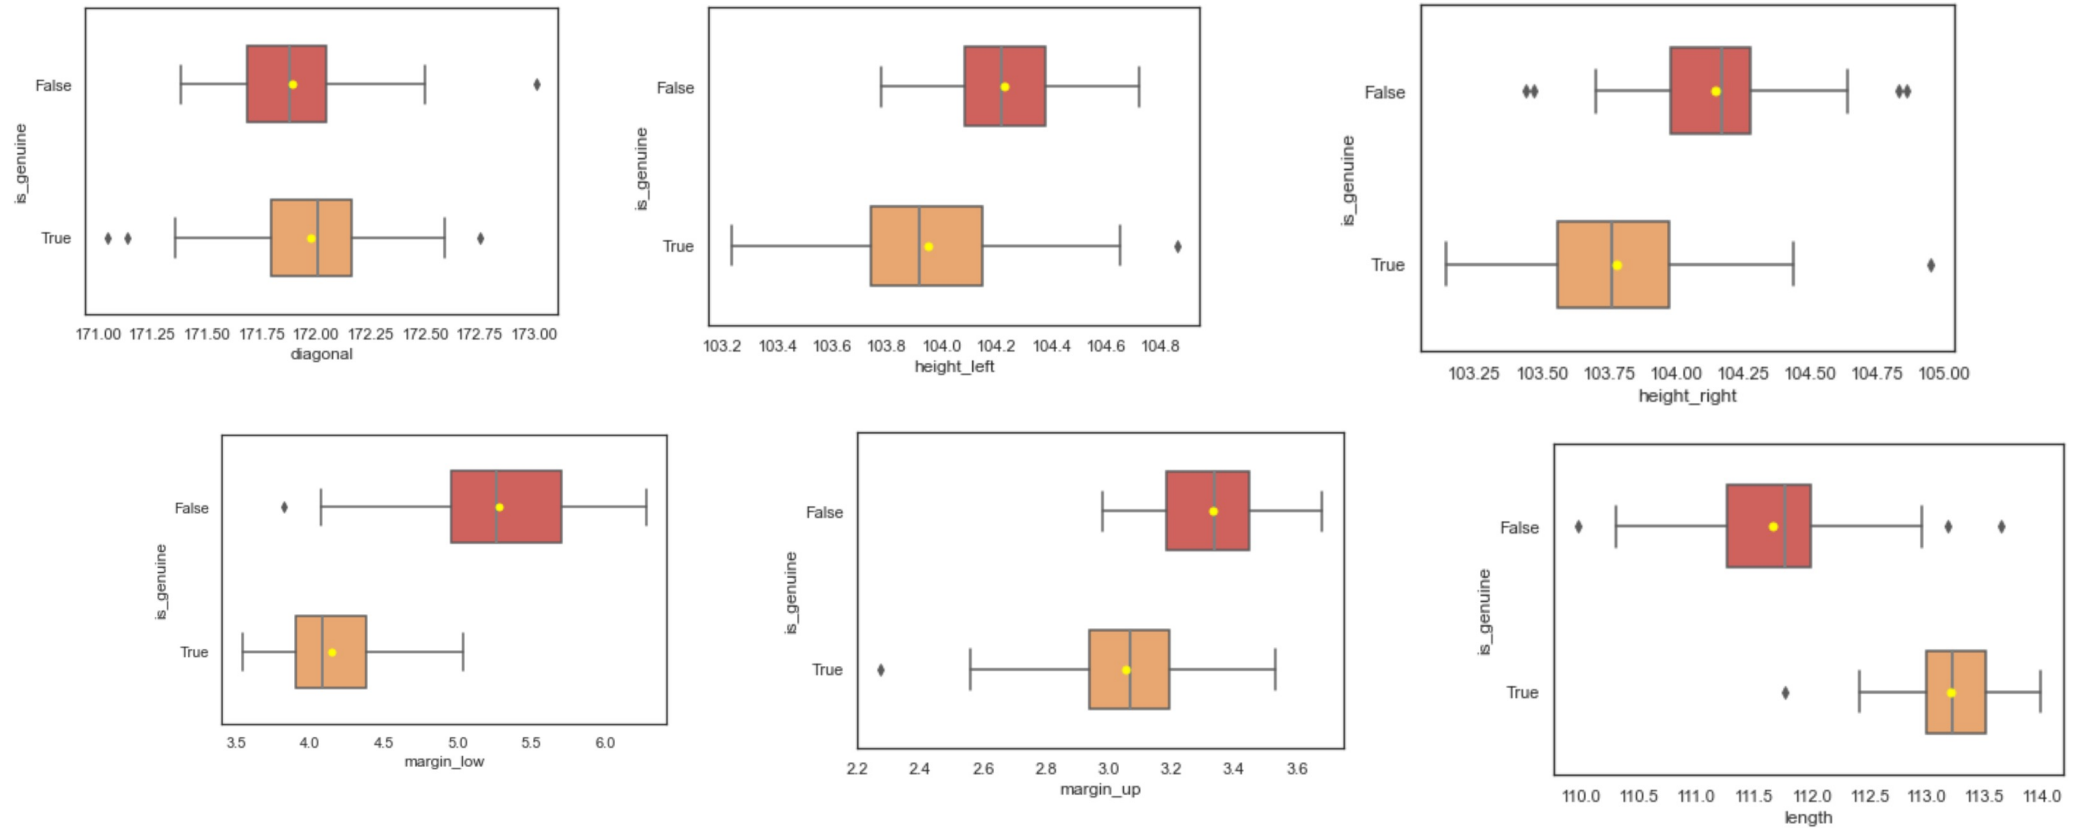 False
True
is_genuine
171.00 171.25 171.50 171.75 172.00 172.25 172.50 172.75 173.00
diagonal
False
True
is_genuine
103.2 103.4 103.6 103.8 104.0 104.2 104.4 104.6 104.8
height_left
False
True
is_genuine
103.25 103.50 103.75 104.00 104.25 104.50 104.75 105.00
height_right
False
True
is_genuine
3.5 4.0 4.5 5.0 5.5 6.0
margin_low
False
True
is_genuine
2.2 2.4 2.6 2.8 3.0 3.2 3.4 3.6
margin_up
False
True
is_genuine
110.0 110.5 111.0 111.5 112.0 112.5 113.0 113.5 114.0
length